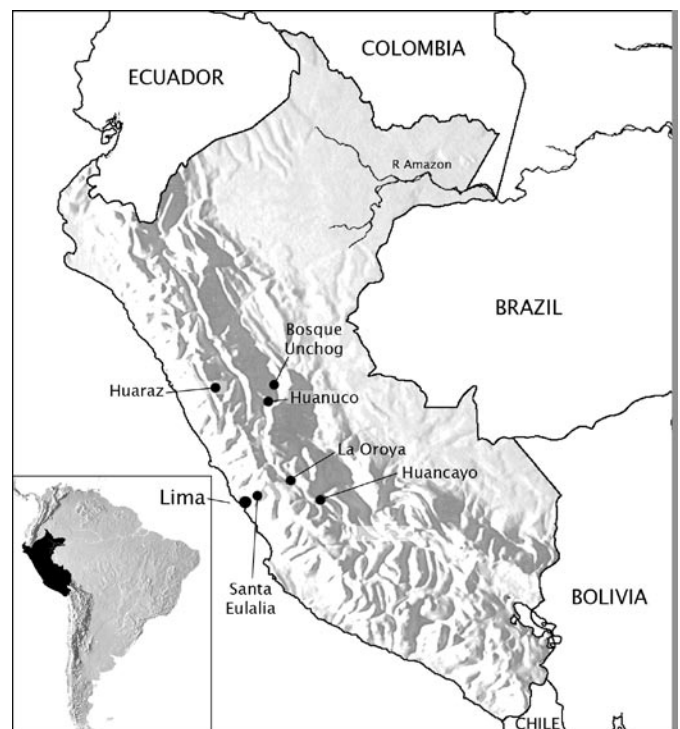 COLOMBIA
ECUADOR
R Amazon
BRAZIL
Bosque
Unchog
Huaraz
Huanuco
La Oroya
Huancayo
Lima
Santa
Eulalia
BOLIVIA
CHILE